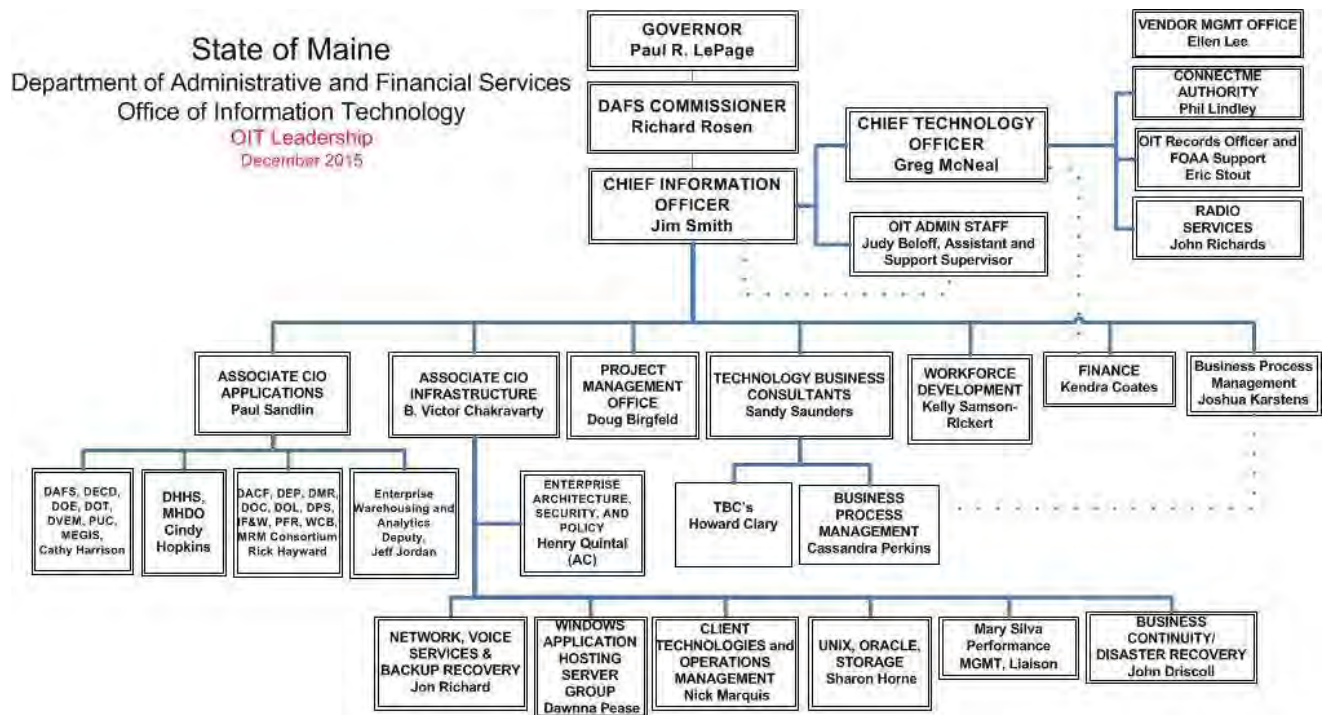 State of Maine
Department of Administrative and Financial Services
Office of Information Technology
OIT Leadership
December 2015
GOVERNOR
Paul R. LePage
DAFS COMMISSIONER
Richard Rosen
CHIEF INFORMATION
OFFICER
Jim Smith
CHIEF TECHNOLOGY
OFFICER
Greg McNeal
OIT ADMIN STAFF
Judy Beloff, Assistant and
Support Supervisor
VENDOR MGMT OFFICE
Ellen Lee
CONNECTME
AUTHORITY
Phil Lindley
OIT Records Officer and
FOAA Support
Eric Stout
RADIO
SERVICES
John Richards
ASSOCIATE CIO
APPLICATIONS
Paul Sandlin
ASSOCIATE CIO
INFRASTRUCTURE
B. Victor Chakravarty
PROJECT
MANAGEMENT
OFFICE
Doug Birgfeld
TECHNOLOGY BUSINESS
CONSULTANTS
Sandy Saunders
WORKFORCE
DEVELOPMENT
Kelly Samson-
Rickert
FINANCE
Kendra Coates
Business Process
Management
Joshua Karstens
DAFS, DECD,
DOE, DOT,
DVEM, PUC,
MEGIS,
Cathy Harrison
DHHS,
MHDO
Cindy
Hopkins
DACF, DEP, DMR,
DOC, DOL, DPS,
IF&W, PFR, WCB,
MRM Consortium
Rick Hayward
Enterprise
Warehousing and
Analytics
Deputy,
Jeff Jordan
ENTERPRISE
ARCHITECTURE,
SECURITY, AND
POLICY
Henry Quintal
(AC)
TBC's
Howard Clary
BUSINESS
PROCESS
MANAGEMENT
Cassandra Perkins
NETWORK, VOICE
SERVICES &
BACKUP RECOVERY
Jon Richard
WINDOWS
APPLICATION
HOSTING
SERVER
GROUP
Dawnna Pease
CLIENT
TECHNOLOGIES and
OPERATIONS
MANAGEMENT
Nick Marquis
UNIX, ORACLE,
STORAGE
Sharon Horne
Mary Silva
Performance
MGMT, Liaison
BUSINESS
CONTINUITY/
DISASTER RECOVERY
John Driscoll